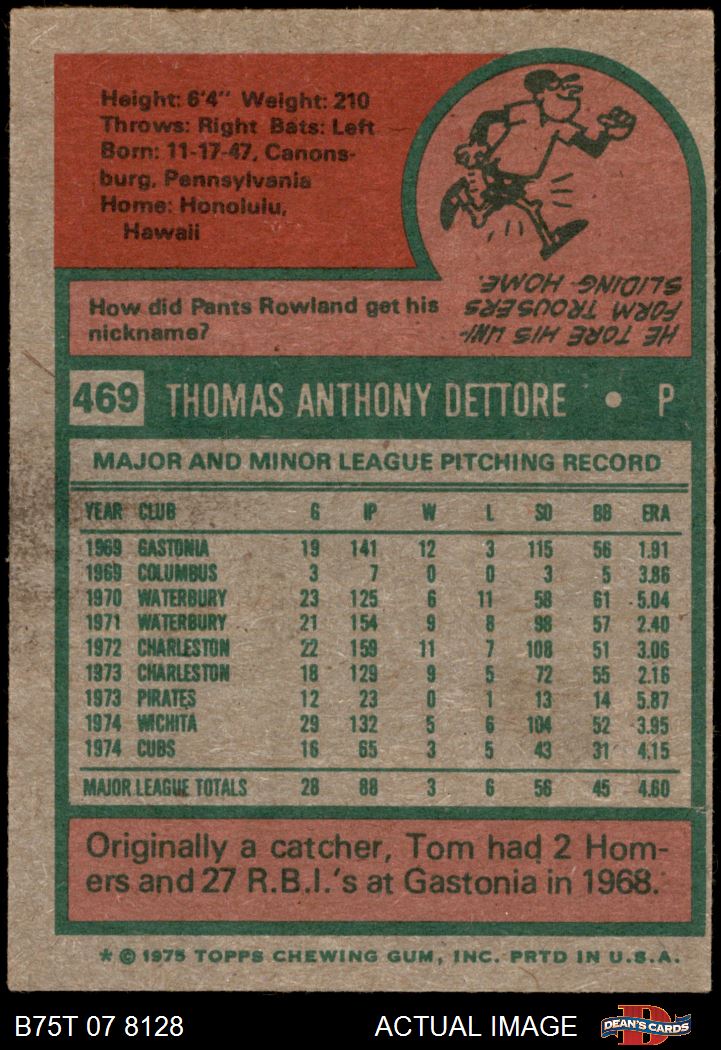 Height: 6'4" Weight: 210
Throws: Right Bats: Left
Born: 11-17-47, Canons-
burg, Pennsylvania
Home: Honolulu,
Hawaii
How did Pants Rowland get his
nickname?
HE TORE HIS UNI-
FORM TROUSERS
SLIDING HOME.
469 THOMAS ANTHONY DETTORE • P
MAJOR AND MINOR LEAGUE PITCHING RECORD
YEAR CLUB G IP W L SO BB ERA
1969 GASTONIA 19 141 12 3 115 56 1.91
1969 COLUMBUS 3 7 0 0 3 5 3.86
1970 WATERBURY 23 125 6 11 58 61 5.04
1971 WATERBURY 21 154 9 8 98 57 2.40
1972 CHARLESTON 22 159 11 7 108 51 3.06
1973 CHARLESTON 18 129 9 5 72 55 2.16
1973 PIRATES 12 23 0 1 13 14 5.87
1974 WICHITA 29 132 5 6 104 52 3.95
1974 CUBS 16 65 3 5 43 31 4.15
MAJOR LEAGUE TOTALS 28 88 3 6 56 45 4.60
Originally a catcher, Tom had 2 Hom-
ers and 27 R.B.I.'s at Gastonia in 1968.
* © 1975 TOPPS CHEWING GUM, INC. PRTD IN U.S.A.
B75T 07 8128 ACTUAL IMAGE DEAN'S CARDS